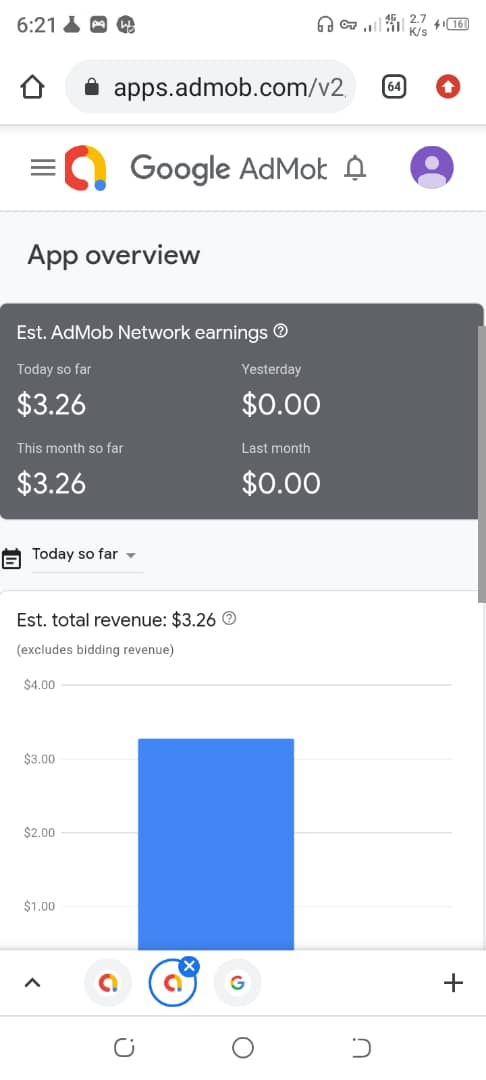 6:21
4G 2.7 K/s 16
apps.admob.com/v2
64
Google AdMob
App overview
Est. AdMob Network earnings
Today so far Yesterday
$3.26 $0.00
This month so far Last month
$3.26 $0.00
Today so far
Est. total revenue: $3.26
(excludes bidding revenue)
$4.00
$3.00
$2.00
$1.00